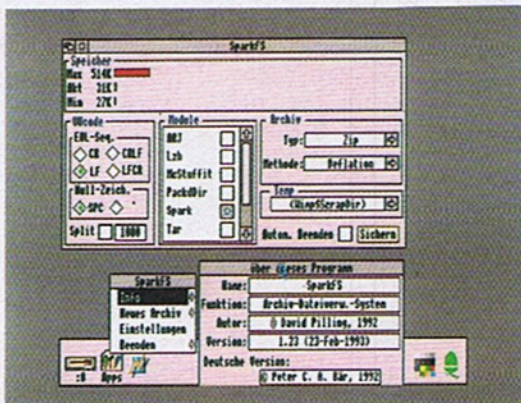 SparkFS
Speicher
Max 514K
Akt 31K
Min 27K
UUcode
EOL-Seq.
CR CRLF
LF LFCR
Null-Zeich.
SPC `
Split 1000
Module
ARJ
Lzh
McStuffit
PackdDir
Spark
Tar
Archiv
Typ: Zip
Methode: Deflation
Temp
(Wimp$ScrapDir)
Autom. Beenden Sichern
SparkFS
Info
Neues Archiv
Einstellungen
Beenden
über dieses Programm
Name: SparkFS
Funktion: Archiv-Dateiverw.-System
Autor: © David Pilling, 1992
Version: 1.23 (23-Feb-1993)
Deutsche Version:
© Peter C. A. Bär, 1992
:0 Apps